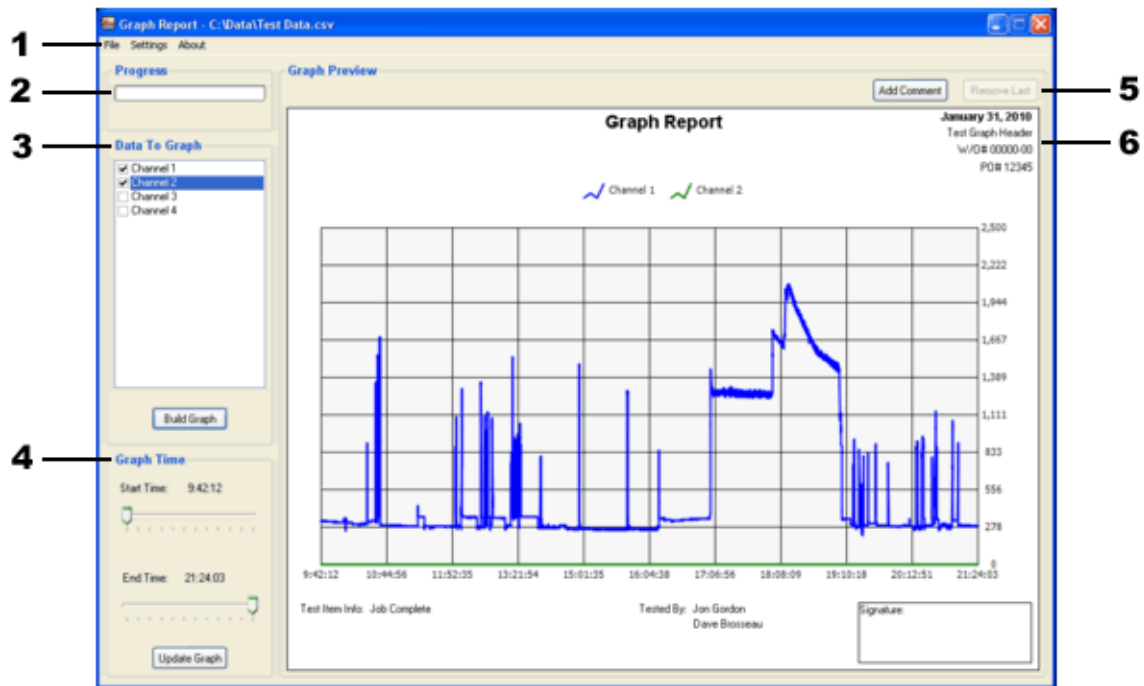 Graph Report - C:\Data\Test Data.csv
1
File Settings About
Progress
2
3
Data To Graph
Channel 1
Channel 2
Channel 3
Channel 4
Build Graph
4
Graph Time
Start Time: 9:42:12
End Time: 21:24:03
Update Graph
Graph Preview
Add Comment
Remove Last
5
6
Graph Report
January 31, 2010
Test Graph Header
W/O# 00000-00
PO# 12345
Channel 1 Channel 2
2,500
2,222
1,944
1,667
1,389
1,111
833
556
278
0
9:42:12 10:44:56 11:52:35 13:21:54 15:01:35 16:04:38 17:06:56 18:08:09 19:10:18 20:12:51 21:24:03
Test Item Info: Job Complete
Tested By: Jon Gordon
Dave Brosseau
Signature: